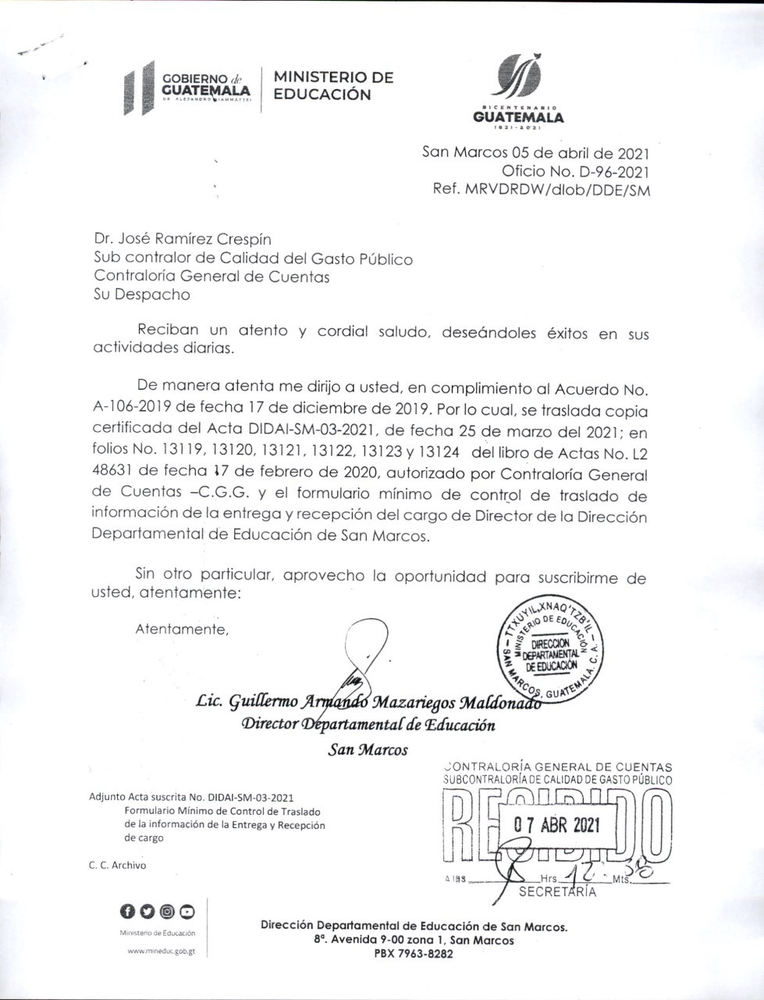 GOBIERNO de
GUATEMALA
DR. ALEJANDRO GIAMMATTEI
MINISTERIO DE
EDUCACIÓN
BICENTENARIO
GUATEMALA
1821-2021
San Marcos 05 de abril de 2021
Oficio No. D-96-2021
Ref. MRVDRDW/dlob/DDE/SM
Dr. José Ramírez Crespín
Sub contralor de Calidad del Gasto Público
Contraloría General de Cuentas
Su Despacho
Reciban un atento y cordial saludo, deseándoles éxitos en sus
actividades diarias.
De manera atenta me dirijo a usted, en complimiento al Acuerdo No.
A-106-2019 de fecha 17 de diciembre de 2019. Por lo cual, se traslada copia
certificada del Acta DIDAI-SM-03-2021, de fecha 25 de marzo del 2021; en
folios No. 13119, 13120, 13121, 13122, 13123 y 13124 del libro de Actas No. L2
48631 de fecha 17 de febrero de 2020, autorizado por Contraloría General
de Cuentas –C.G.G. y el formulario mínimo de control de traslado de
información de la entrega y recepción del cargo de Director de la Dirección
Departamental de Educación de San Marcos.
Sin otro particular, aprovecho la oportunidad para suscribirme de
usted, atentamente:
Atentamente,
TTXUYIL,XNAQ'TZB'IL
MINISTERIO DE EDUCACIÓN
DIRECCION
DEPARTAMENTAL
DE EDUCACIÓN
SAN MARCOS, GUATEMALA. C. A.
Lic. Guillermo Armando Mazariegos Maldonado
Director Departamental de Educación
San Marcos
CONTRALORÍA GENERAL DE CUENTAS
SUBCONTRALORÍA DE CALIDAD DE GASTO PÚBLICO
RECIBIDO
07 ABR 2021
A las Hrs. 12 Mts. 38
SECRETARÍA
Adjunto Acta suscrita No. DIDAI-SM-03-2021
Formulario Mínimo de Control de Traslado
de la información de la Entrega y Recepción
de cargo
C. C. Archivo
Ministerio de Educación
www.mineduc.gob.gt
Dirección Departamental de Educación de San Marcos.
8ª. Avenida 9-00 zona 1, San Marcos
PBX 7963-8282